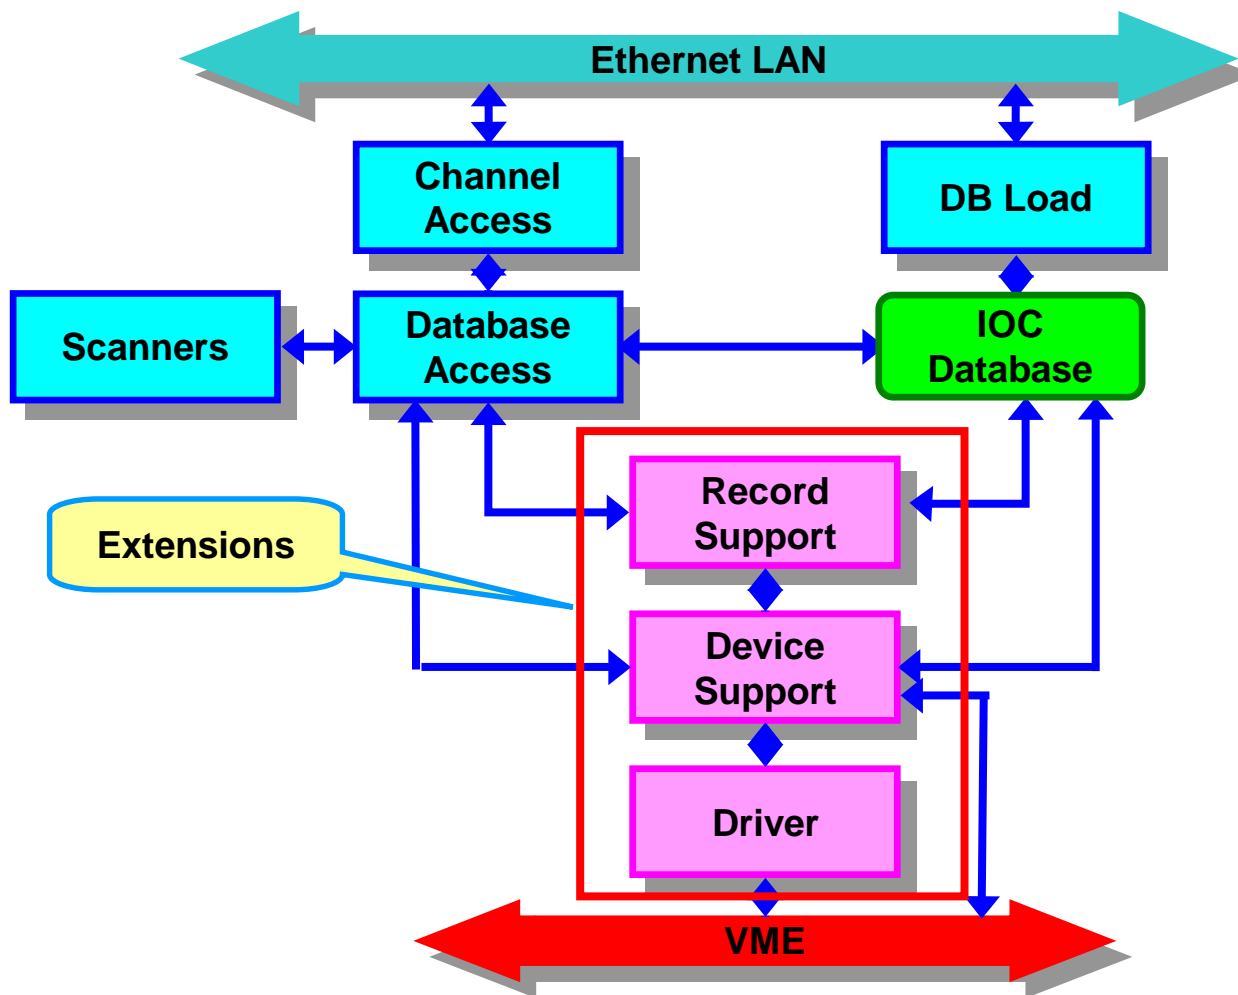 Ethernet LAN
Channel
Access
DB Load
Scanners
Database
Access
IOC
Database
Record
Support
Extensions
Device
Support
Driver
VME